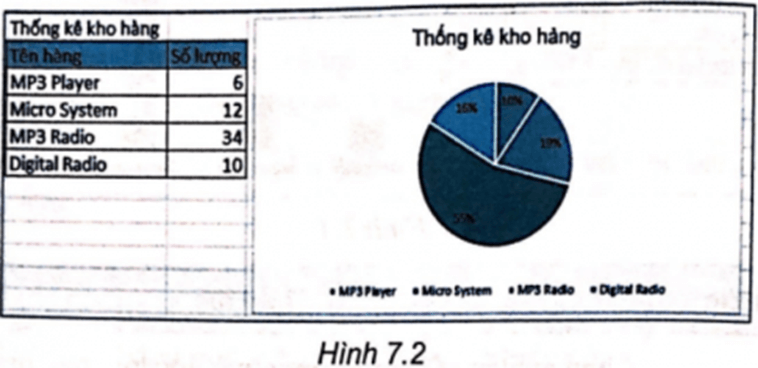 Thống kê kho hàng
Tên hàng Số lượng
MP3 Player 6
Micro System 12
MP3 Radio 34
Digital Radio 10
Thống kê kho hàng
16% 10%
19%
55%
MP3 Player Micro System MP3 Radio Digital Radio
Hình 7.2